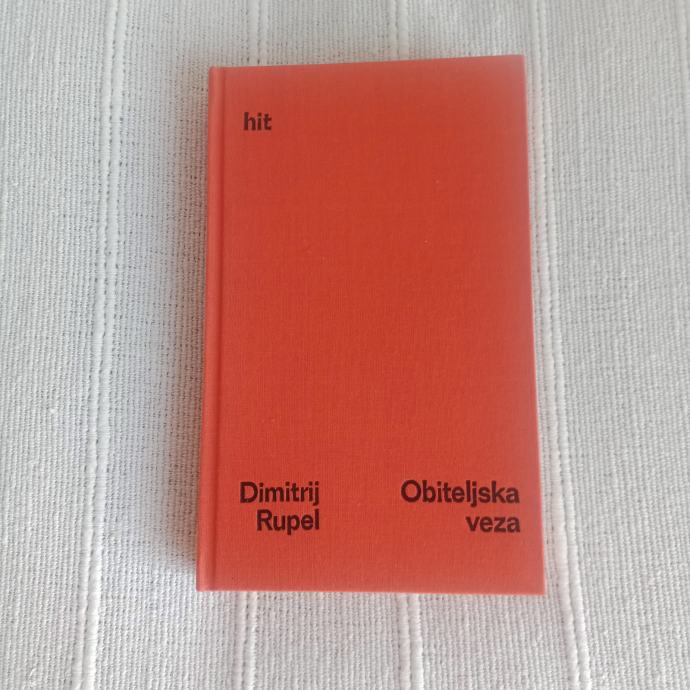 hit
Dimitrij
Rupel
Obiteljska
veza